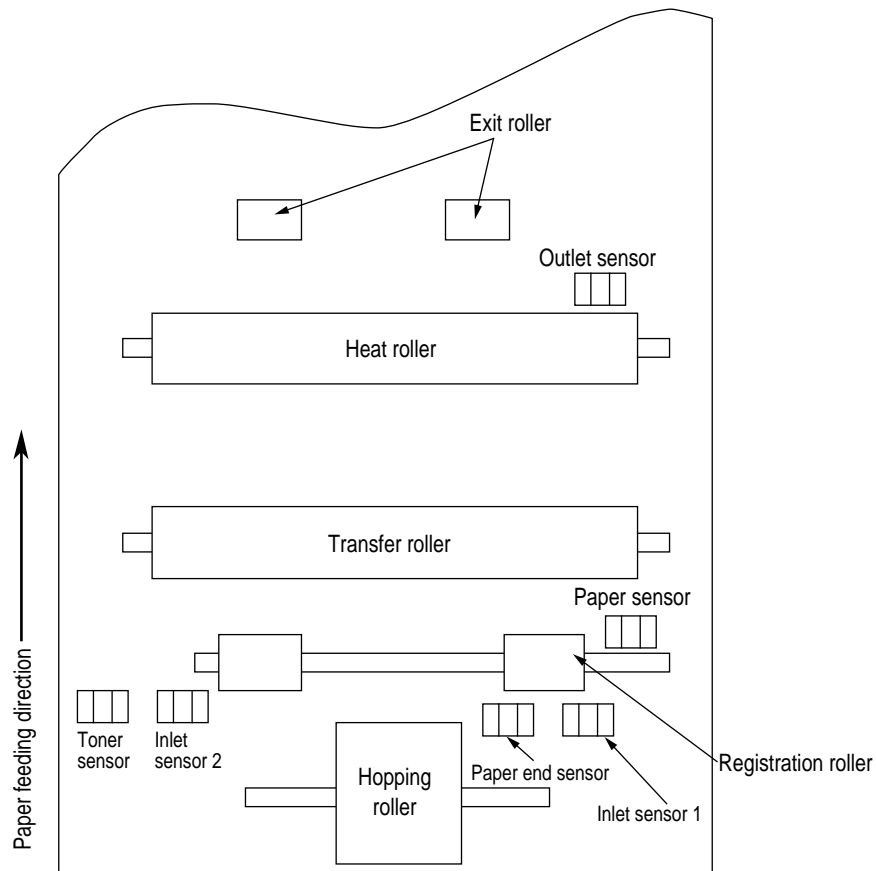 Exit roller
Outlet sensor
Heat roller
Transfer roller
Paper sensor
Paper feeding direction
Toner
sensor
Inlet
sensor 2
Hopping
roller
Paper end sensor
Inlet sensor 1
Registration roller